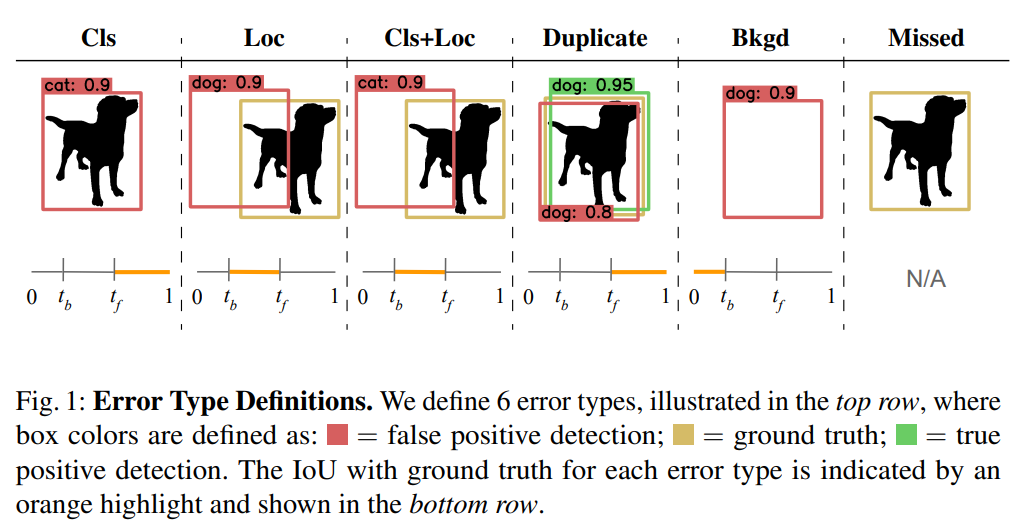 Cls Loc Cls+Loc Duplicate Bkgd Missed
cat: 0.9 dog: 0.9 cat: 0.9 dog: 0.95 dog: 0.9
dog: 0.8
0 t_b t_f 1 0 t_b t_f 1 0 t_b t_f 1 0 t_b t_f 1 0 t_b t_f 1 N/A
Fig. 1: Error Type Definitions. We define 6 error types, illustrated in the top row, where
box colors are defined as: = false positive detection; = ground truth; = true
positive detection. The IoU with ground truth for each error type is indicated by an
orange highlight and shown in the bottom row.